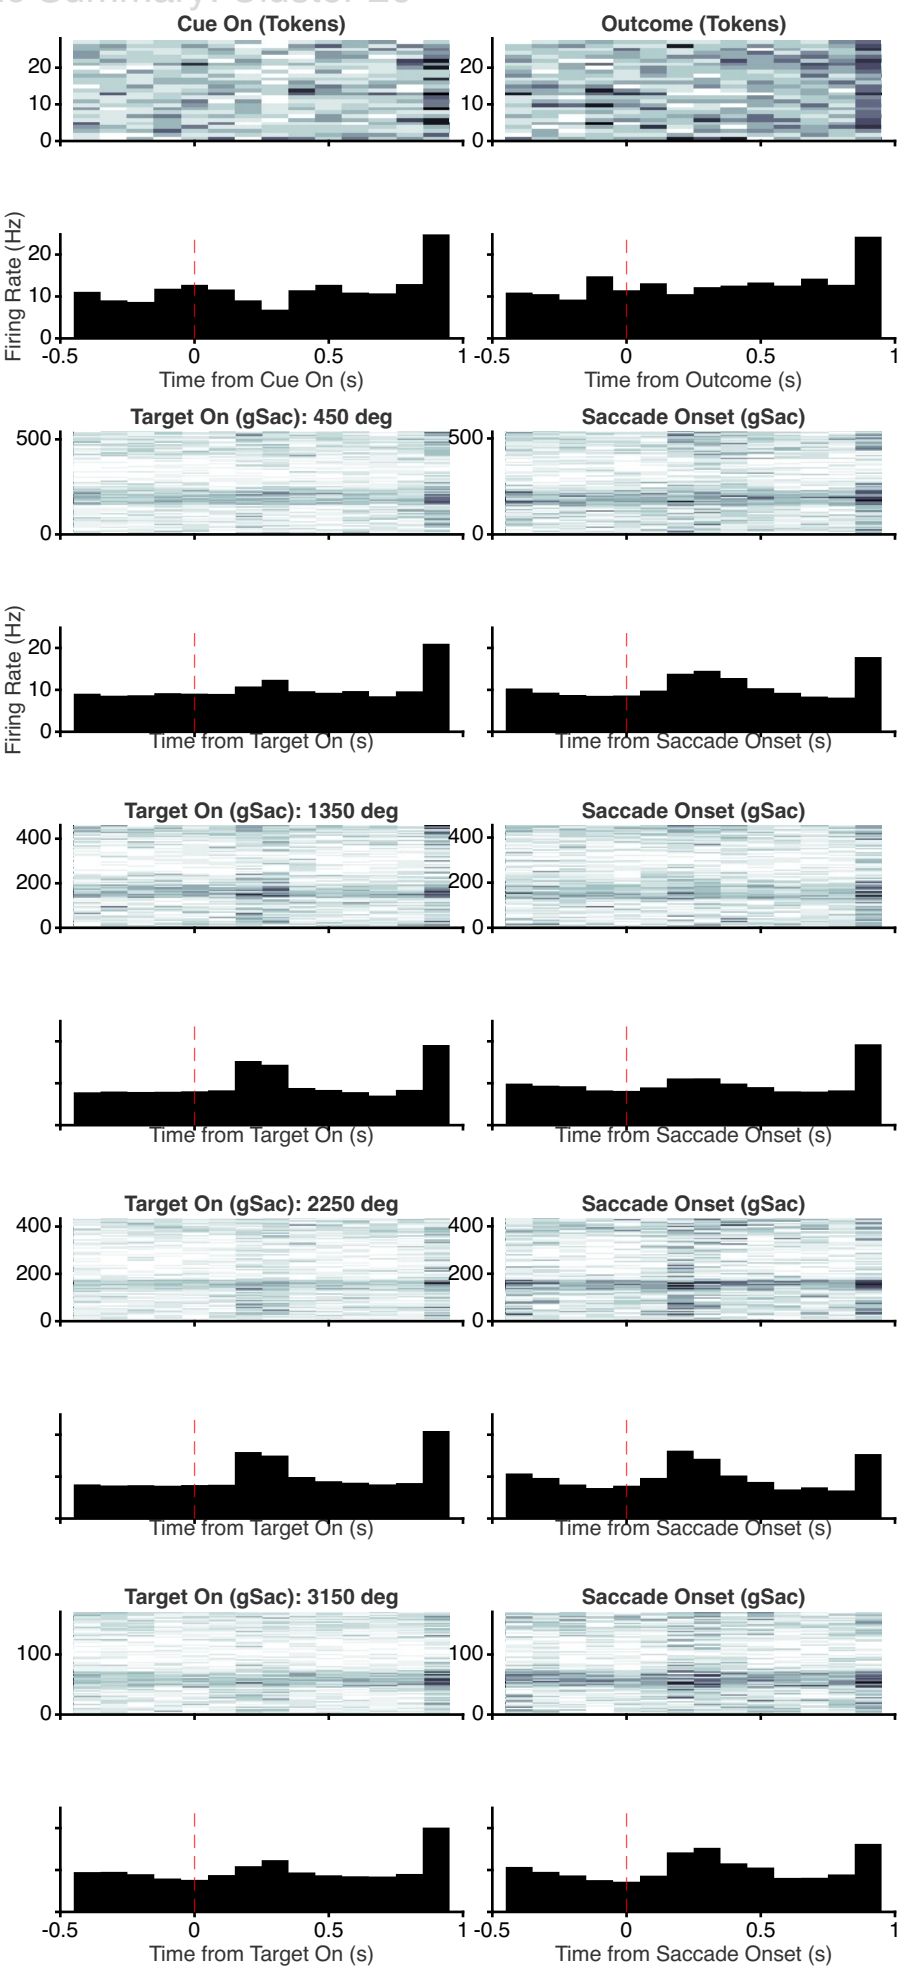 Summary: Cluster
Cue On (Tokens) Outcome (Tokens)
20 20
10 10
0 0
Firing Rate (Hz)
20
10
0
-0.5 0 0.5 1 -0.5 0 0.5 1
Time from Cue On (s) Time from Outcome (s)
Target On (gSac): 450 deg Saccade Onset (gSac)
500 500
0 0
Firing Rate (Hz)
20
10
0
Time from Target On (s) Time from Saccade Onset (s)
Target On (gSac): 1350 deg Saccade Onset (gSac)
400 400
200 200
0 0
Time from Target On (s) Time from Saccade Onset (s)
Target On (gSac): 2250 deg Saccade Onset (gSac)
400 400
200 200
0 0
Time from Target On (s) Time from Saccade Onset (s)
Target On (gSac): 3150 deg Saccade Onset (gSac)
100 100
0 0
-0.5 0 0.5 1 -0.5 0 0.5 1
Time from Target On (s) Time from Saccade Onset (s)